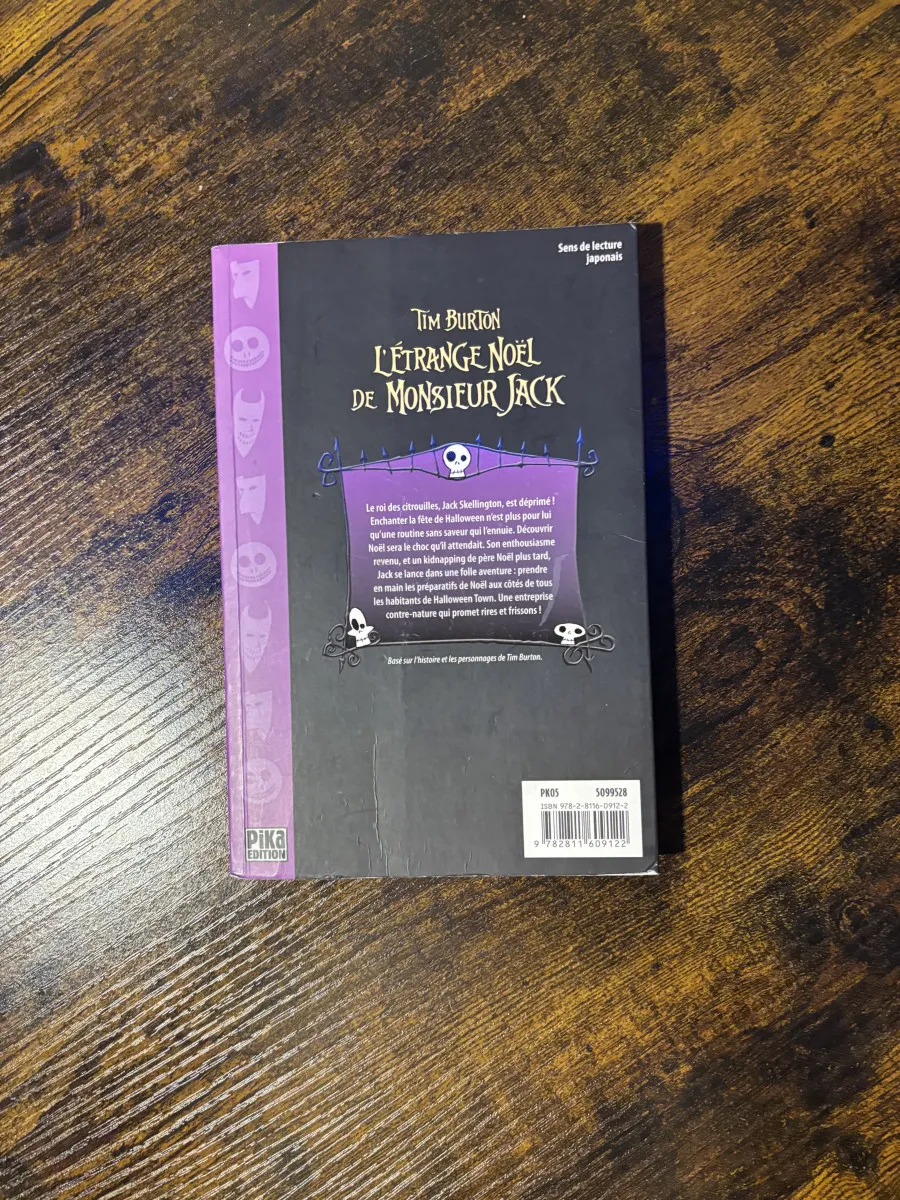 Sens de lecture
japonais
TIM BURTON
L'ÉTRANGE NOËL
DE MONSIEUR JACK
Le roi des citrouilles, Jack Skellington, est déprimé !
Enchanter la fête de Halloween n'est plus pour lui
qu'une routine sans saveur qui l'ennuie. Découvrir
Noël sera le choc qu'il attendait. Son enthousiasme
revenu, et un kidnapping de père Noël plus tard,
Jack se lance dans une folle aventure : prendre
en main les préparatifs de Noël aux côtés de tous
les habitants de Halloween Town. Une entreprise
contre-nature qui promet rires et frissons !
Basé sur l'histoire et les personnages de Tim Burton.
PK05 5099528
ISBN 978-2-8116-0912-2
9 782811 609122
PiKa
EDITION